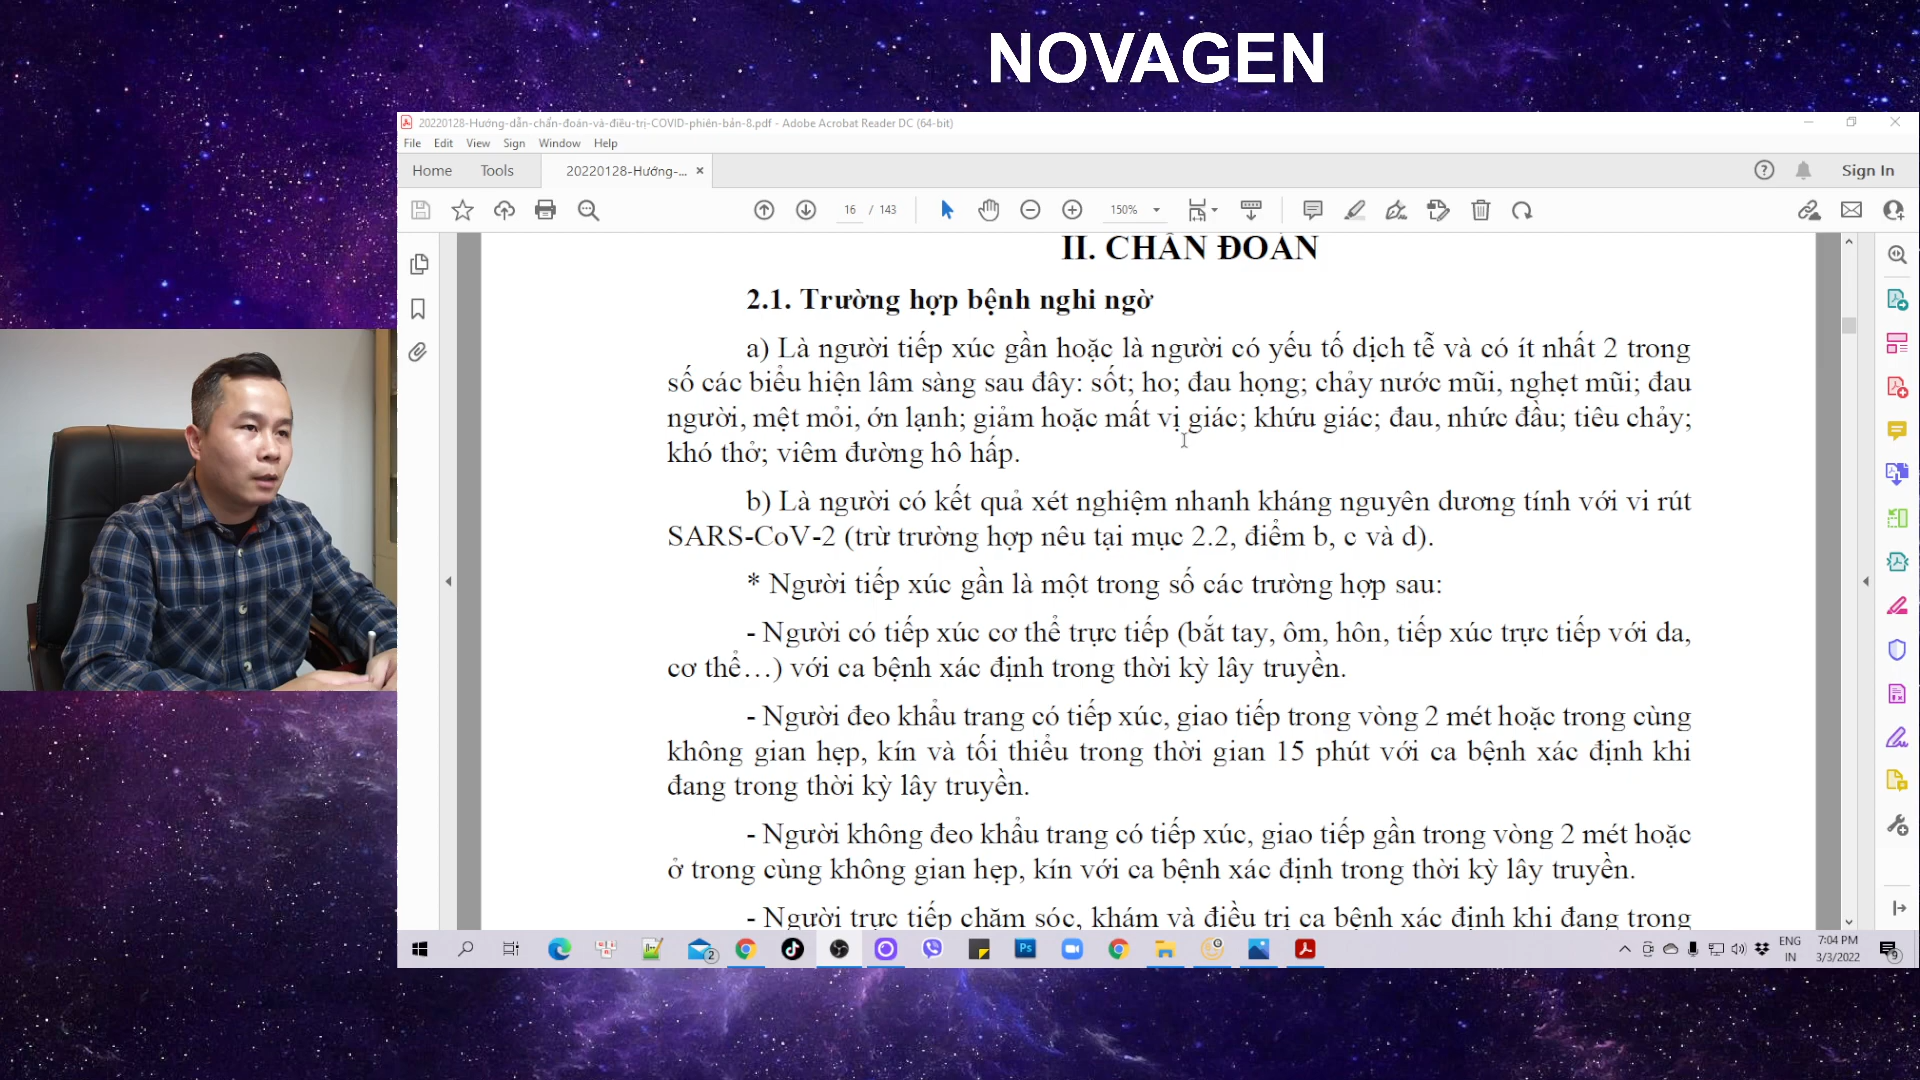 NOVAGEN
20220128-Hướng-dẫn-chẩn-đoán-và-điều-trị-COVID-phiên-bản-8.pdf - Adobe Acrobat Reader DC (64-bit)
File Edit View Sign Window Help
Home Tools 20220128-Hướng-... × Sign In
16 / 143 150%
II. CHẨN ĐOÁN
2.1. Trường hợp bệnh nghi ngờ
a) Là người tiếp xúc gần hoặc là người có yếu tố dịch tễ và có ít nhất 2 trong
số các biểu hiện lâm sàng sau đây: sốt; ho; đau họng; chảy nước mũi, nghẹt mũi; đau
người, mệt mỏi, ớn lạnh; giảm hoặc mất vị giác; khứu giác; đau, nhức đầu; tiêu chảy;
khó thở; viêm đường hô hấp.
b) Là người có kết quả xét nghiệm nhanh kháng nguyên dương tính với vi rút
SARS-CoV-2 (trừ trường hợp nêu tại mục 2.2, điểm b, c và d).
* Người tiếp xúc gần là một trong số các trường hợp sau:
- Người có tiếp xúc cơ thể trực tiếp (bắt tay, ôm, hôn, tiếp xúc trực tiếp với da,
cơ thể…) với ca bệnh xác định trong thời kỳ lây truyền.
- Người đeo khẩu trang có tiếp xúc, giao tiếp trong vòng 2 mét hoặc trong cùng
không gian hẹp, kín và tối thiểu trong thời gian 15 phút với ca bệnh xác định khi
đang trong thời kỳ lây truyền.
- Người không đeo khẩu trang có tiếp xúc, giao tiếp gần trong vòng 2 mét hoặc
ở trong cùng không gian hẹp, kín với ca bệnh xác định trong thời kỳ lây truyền.
- Người trực tiếp chăm sóc, khám và điều trị ca bệnh xác định khi đang trong
2 Ps ENG 7:04 PM
IN 3/3/2022 9